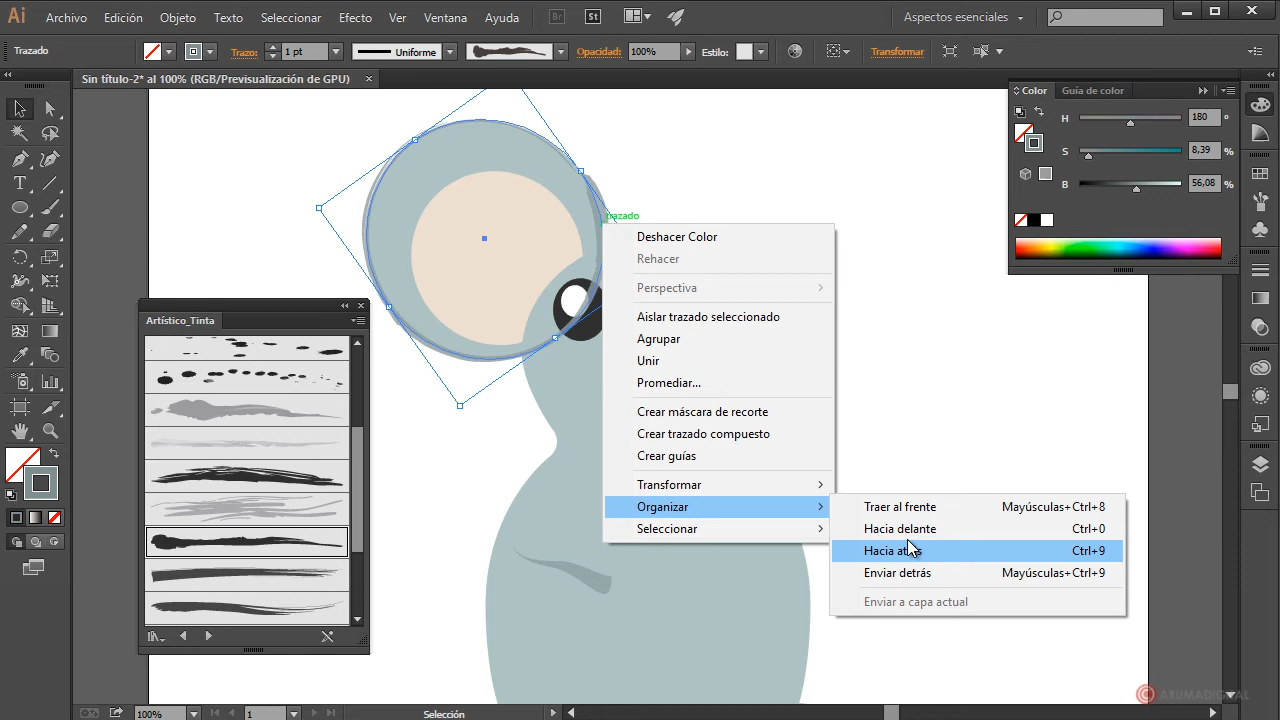 Ai Archivo Edición Objeto Texto Seleccionar Efecto Ver Ventana Ayuda Br St Aspectos esenciales
Trazado Trazo: 1 pt Uniforme Opacidad: 100% Estilo: Transformar
Sin título-2* al 100% (RGB/Previsualización de GPU) ×
Color Guía de color
H 180 °
S 8,39 %
B 56,08 %
trazado
Deshacer Color
Rehacer
Perspectiva
Aislar trazado seleccionado
Agrupar
Unir
Promediar...
Crear máscara de recorte
Crear trazado compuesto
Crear guías
Transformar
Organizar
Seleccionar
Traer al frente Mayúsculas+Ctrl+8
Hacia delante Ctrl+0
Hacia atrás Ctrl+9
Enviar detrás Mayúsculas+Ctrl+9
Enviar a capa actual
Artístico_Tinta
100% 1 Selección
ARUMADIGITAL